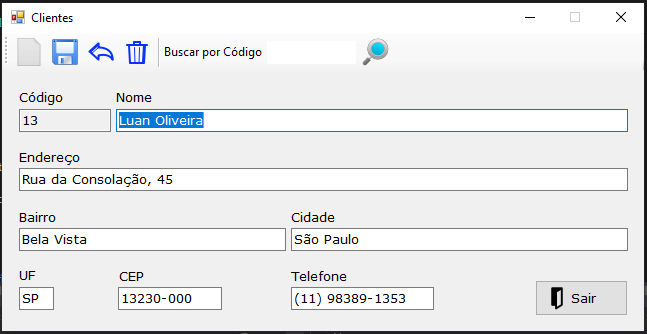 Clientes
Buscar por Código
Código Nome
13 Luan Oliveira
Endereço
Rua da Consolação, 45
Bairro Cidade
Bela Vista São Paulo
UF CEP Telefone
SP 13230-000 (11) 98389-1353 Sair